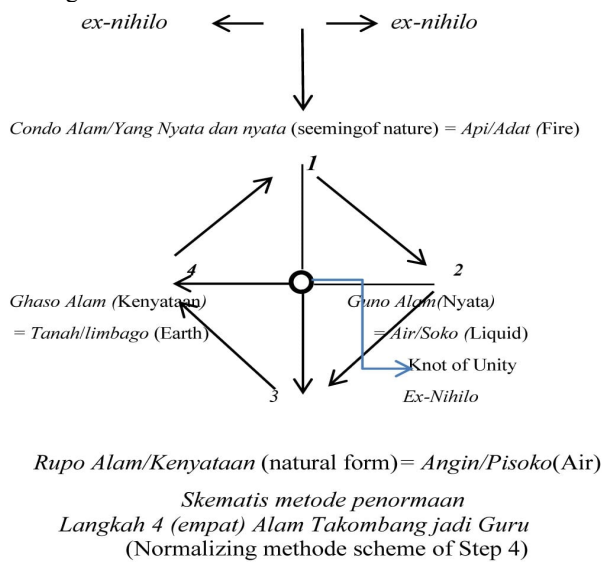 ex-nihilo ex-nihilo
Condo Alam/Yang Nyata dan nyata (seemingof nature) = Api/Adat (Fire)
1
4 2
Ghaso Alam (Kenyataan) Guno Alam(Nyata)
= Tanah/limbago (Earth) = Air/Soko (Liquid)
Knot of Unity
3 Ex-Nihilo
Rupo Alam/Kenyataan (natural form)= Angin/Pisoko(Air)
Skematis metode penormaan
Langkah 4 (empat) Alam Takombang jadi Guru
(Normalizing methode scheme of Step 4)